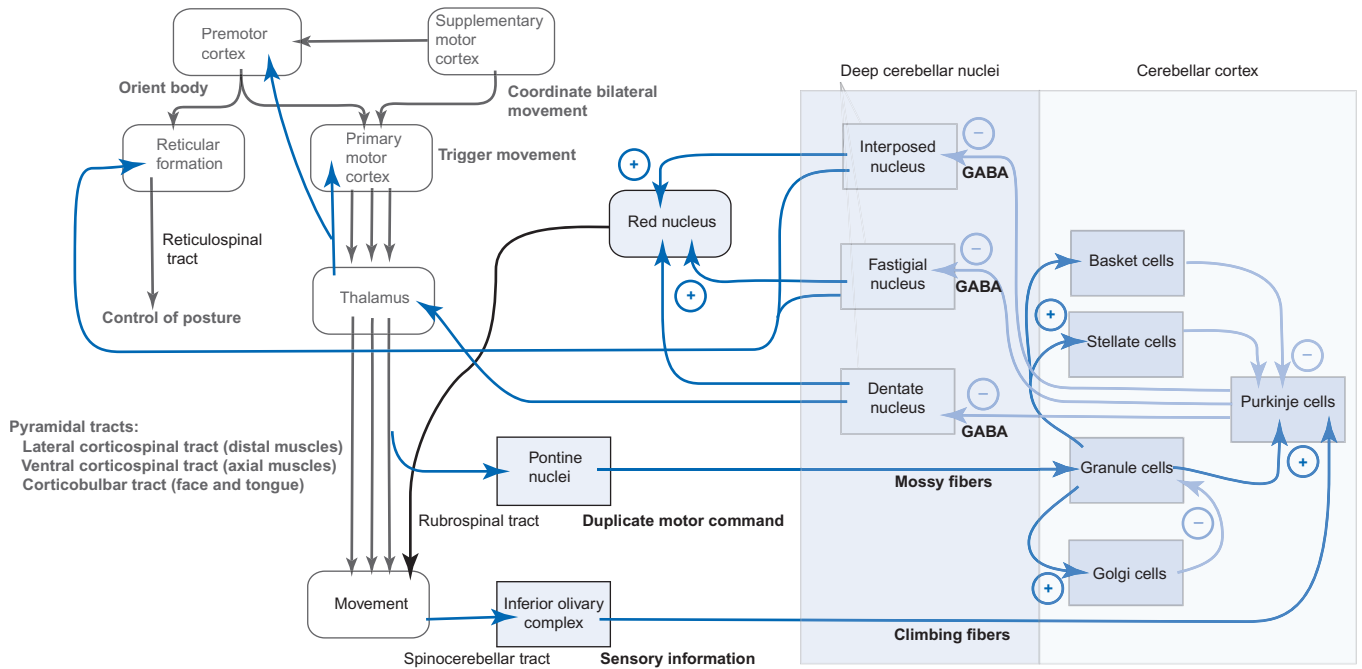 Premotor
cortex
Supplementary
motor
cortex
Orient body
Coordinate bilateral
movement
Deep cerebellar nuclei
Cerebellar cortex
Reticular
formation
Primary
motor
cortex
Trigger movement
+
Interposed
nucleus
−
GABA
Red nucleus
Reticulospinal
tract
Control of posture
Thalamus
+
Fastigial
nucleus
−
GABA
Basket cells
+
Stellate cells
−
Dentate
nucleus
−
GABA
Purkinje cells
Pyramidal tracts:
Lateral corticospinal tract (distal muscles)
Ventral corticospinal tract (axial muscles)
Corticobulbar tract (face and tongue)
Pontine
nuclei
Mossy fibers
Granule cells
+
Rubrospinal tract
Duplicate motor command
−
Movement
Inferior olivary
complex
+
Golgi cells
Climbing fibers
Spinocerebellar tract
Sensory information